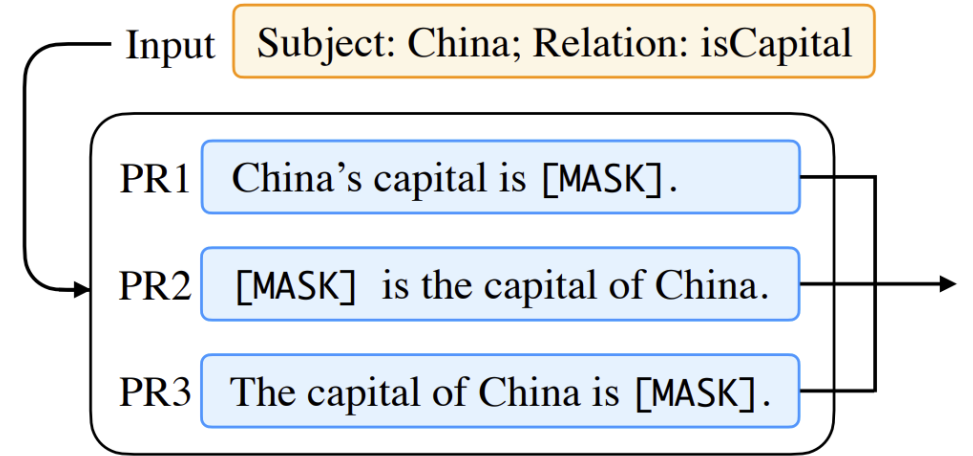 Input Subject: China; Relation: isCapital
PR1 China’s capital is [MASK].
PR2 [MASK] is the capital of China.
PR3 The capital of China is [MASK].